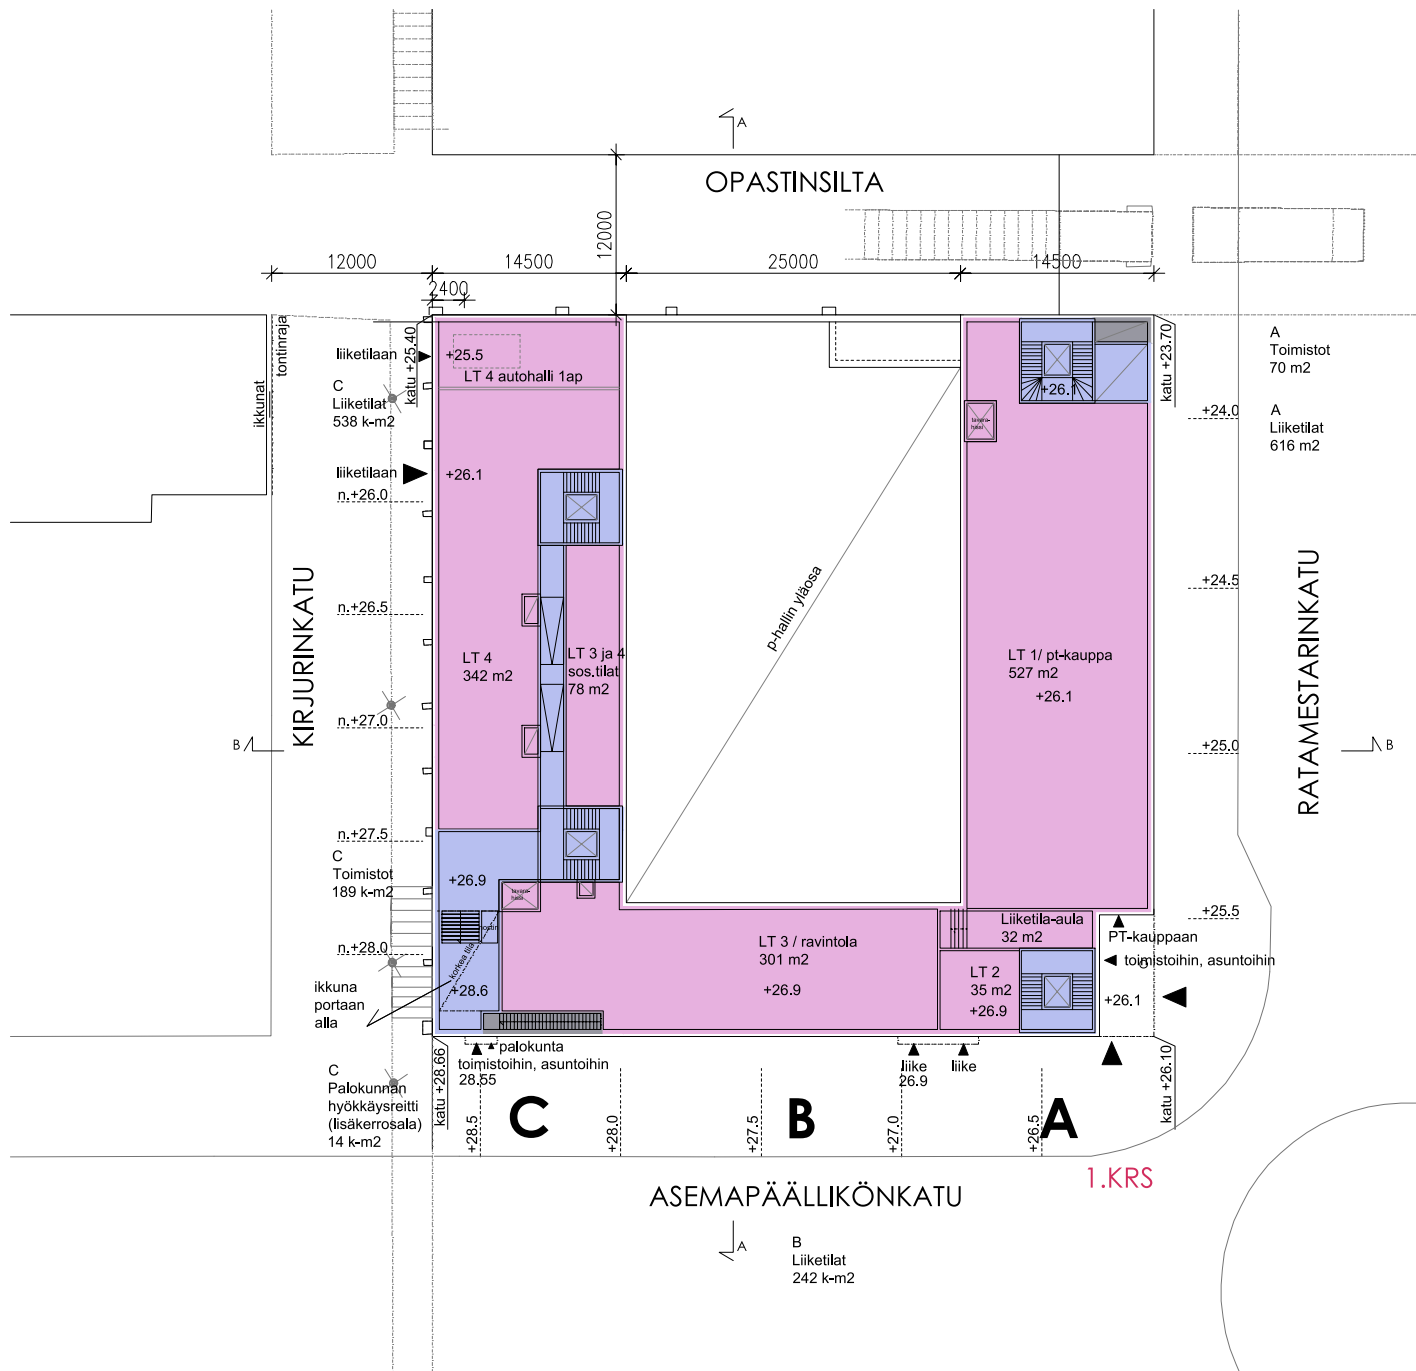 A
OPASTINSILTA
12000
12000
14500
25000
14500
2400
tontinraja
ikkunat
katu +25.40
katu +23.70
liiketilaan
+25.5
LT 4 autohalli 1ap
C
Liiketilat
538 k-m2
liiketilaan
+26.1
n.+26.0
n.+26.5
n.+27.0
n.+27.5
n.+28.0
KIRJURINKATU
B
LT 4
342 m2
LT 3 ja 4
sos.tilat
78 m2
p-hallin yläosa
+26.1
tavara-
hissi
LT 1/ pt-kauppa
527 m2
+26.1
A
Toimistot
70 m2
A
Liiketilat
616 m2
+24.0
+24.5
+25.0
+25.5
RATAMESTARINKATU
B
C
Toimistot
189 k-m2
+26.9
tavara-
hissi
korkea tila
+28.6
ikkuna
portaan
alla
LT 3 / ravintola
301 m2
+26.9
Liiketila-aula
32 m2
LT 2
35 m2
+26.9
PT-kauppaan
toimistoihin, asuntoihin
+26.1
palokunta
toimistoihin, asuntoihin
28.55
liike
26.9
liike
katu +28.66
katu +26.10
C
Palokunnan
hyökkäysreitti
(lisäkerrosala)
14 k-m2
+28.5
C
+28.0
+27.5
B
+27.0
+26.5
A
1.KRS
ASEMAPÄÄLLIKÖNKATU
A
B
Liiketilat
242 k-m2